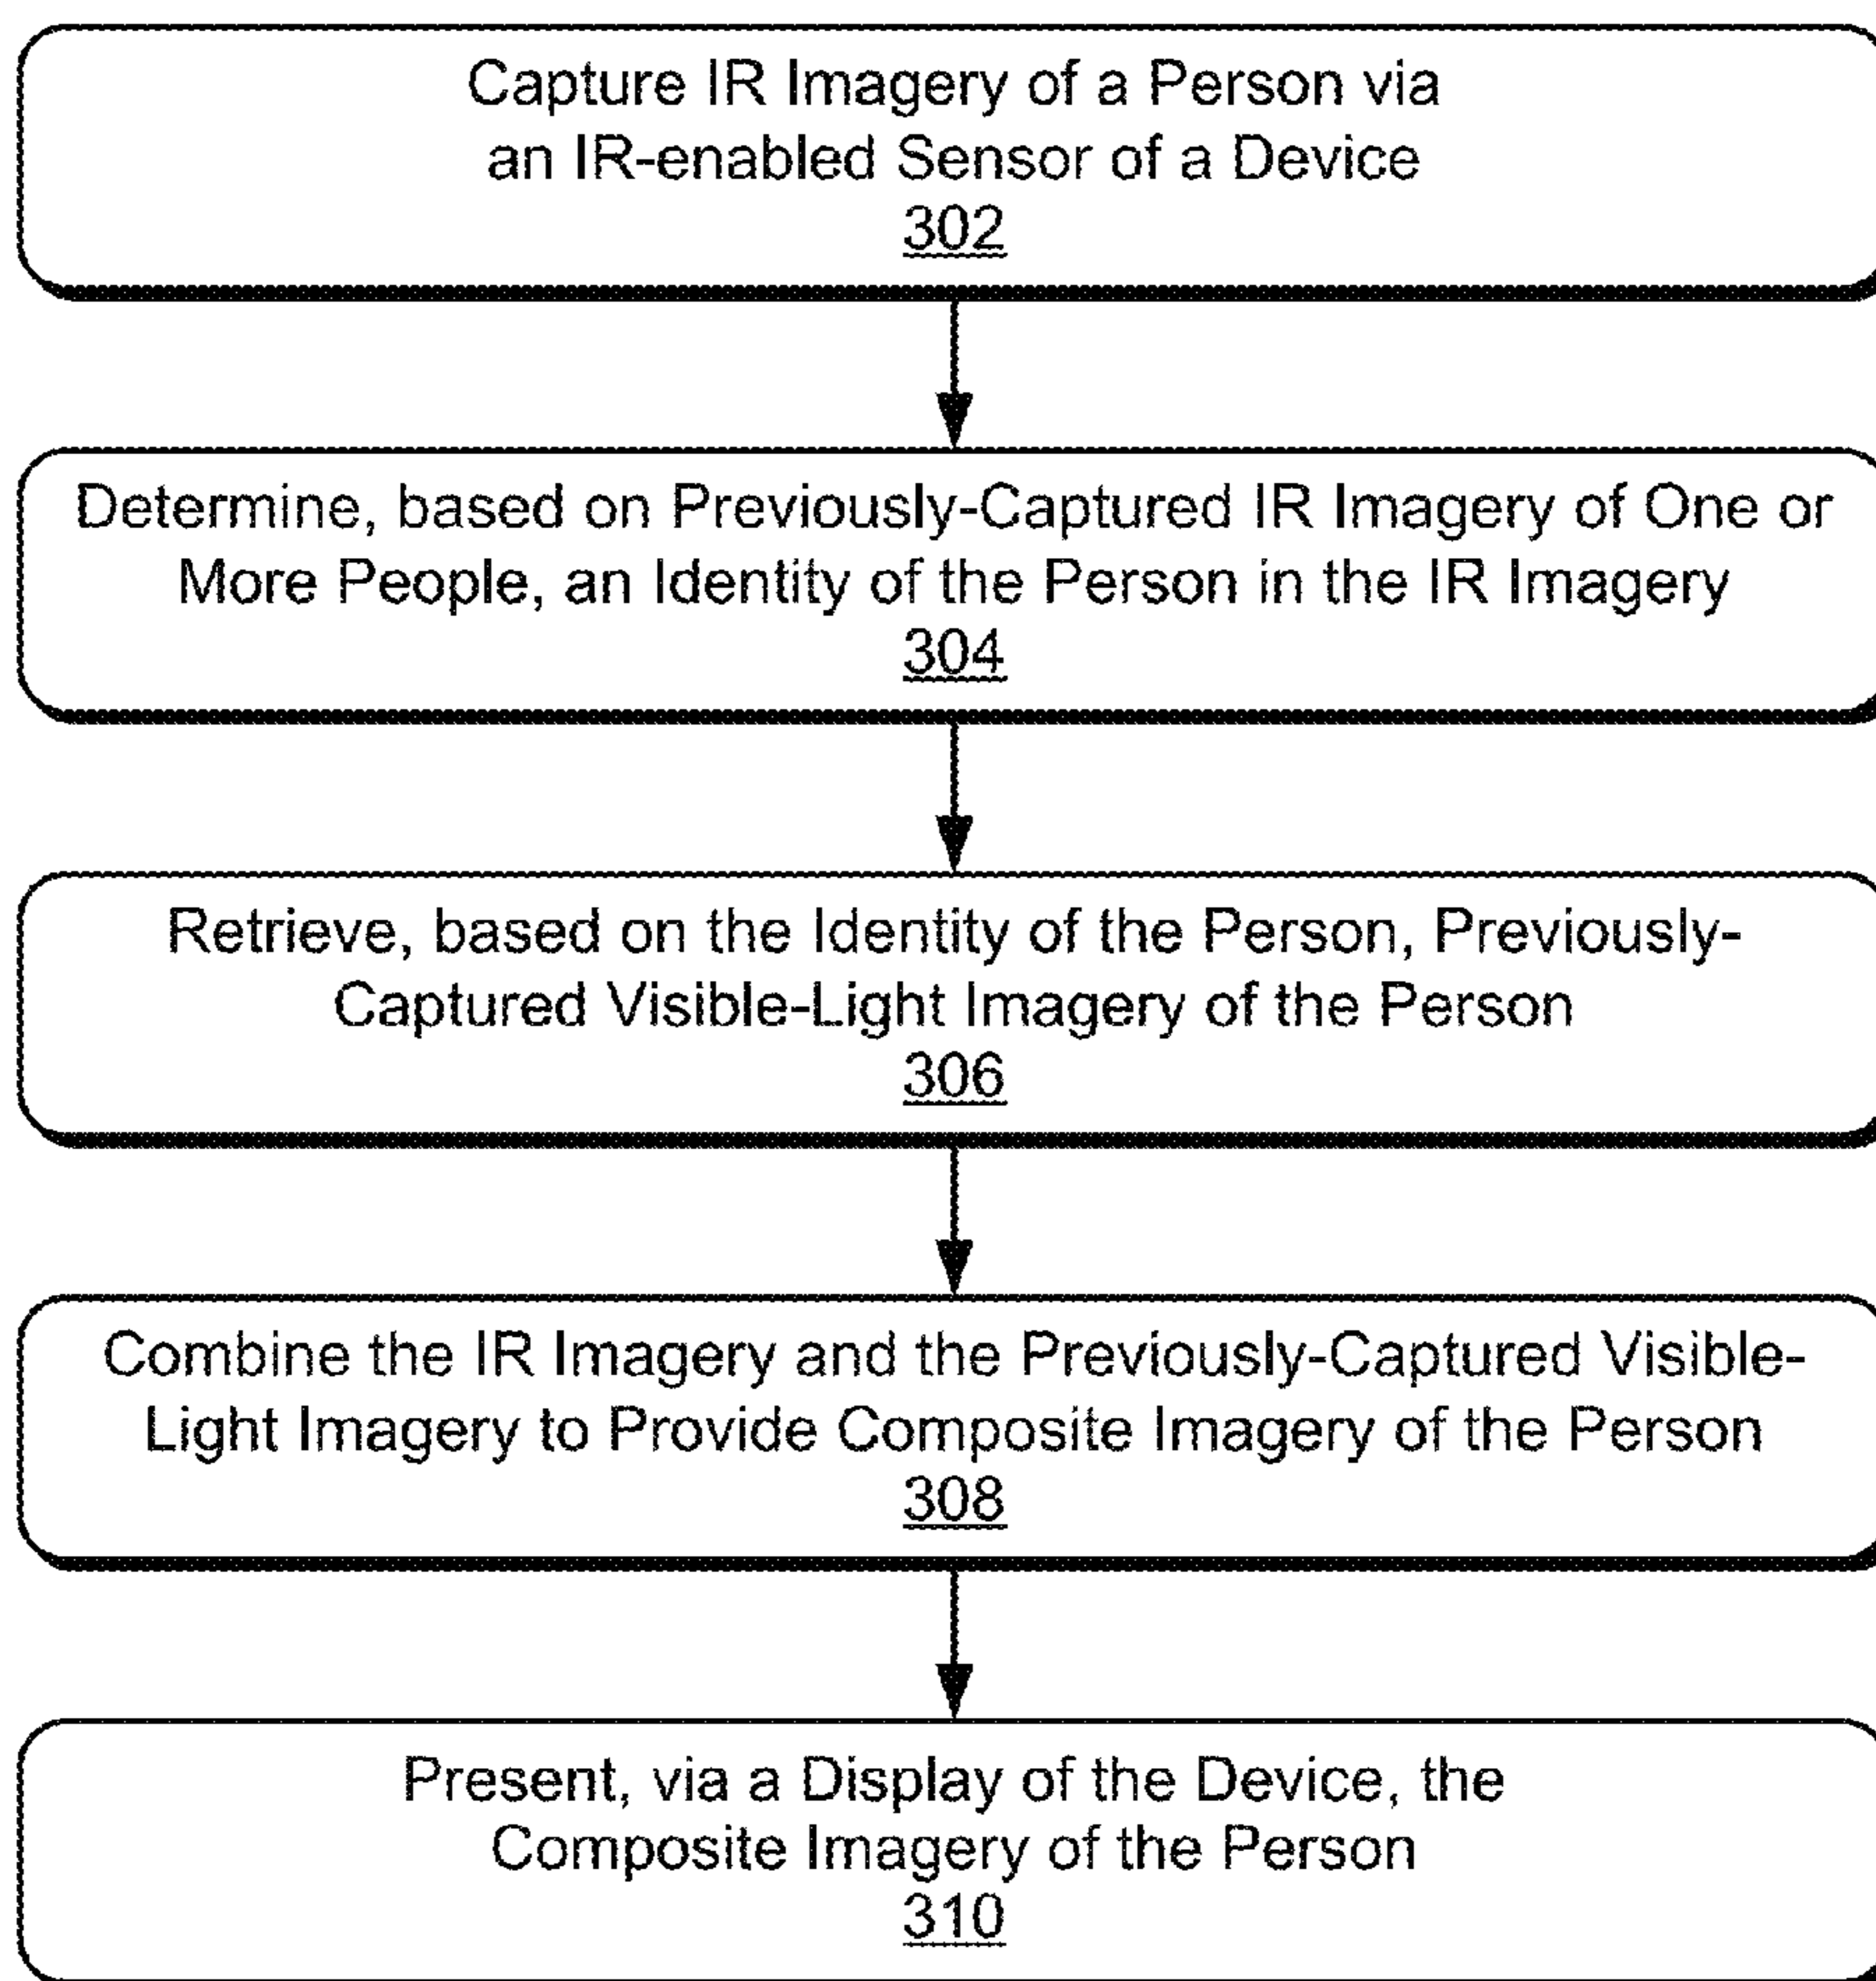 Capture IR Imagery of a Person via
an IR-enabled Sensor of a Device
302
Determine, based on Previously-Captured IR Imagery of One or
More People, an Identity of the Person in the IR Imagery
304
Retrieve, based on the Identity of the Person, Previously-
Captured Visible-Light Imagery of the Person
306
Combine the IR Imagery and the Previously-Captured Visible-
Light Imagery to Provide Composite Imagery of the Person
308
Present, via a Display of the Device, the
Composite Imagery of the Person
310